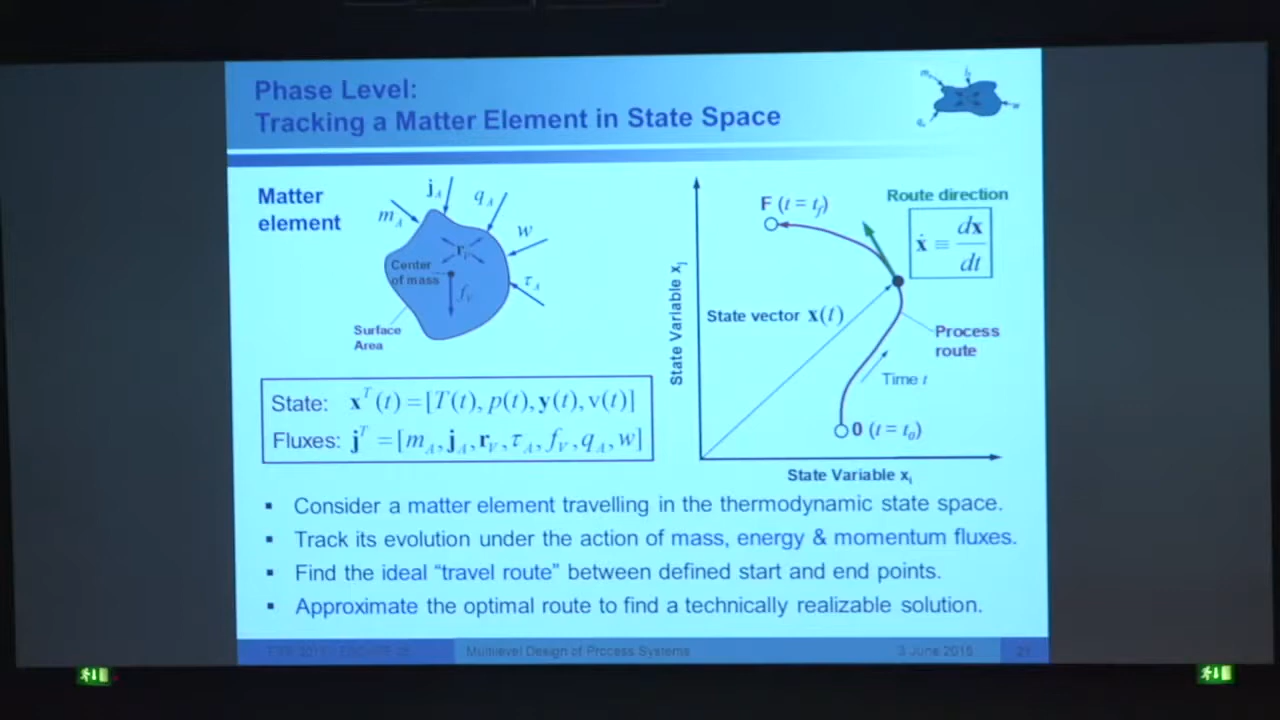 Phase Level:
Tracking a Matter Element in State Space
Matter
element
j_A
q_A
m_A
w
r_i
Center
of mass
τ_A
f_V
Surface
Area
State: x^T(t) = [T(t), p(t), y(t), v(t)]
Fluxes: j^T = [m_A, j_A, r_V, τ_A, f_V, q_A, w]
F (t = t_f)
Route direction
ẋ ≡ dx/dt
State Variable x_j
State vector x(t)
Process
route
Time t
0 (t = t_0)
State Variable x_i
▪ Consider a matter element travelling in the thermodynamic state space.
▪ Track its evolution under the action of mass, energy & momentum fluxes.
▪ Find the ideal “travel route” between defined start and end points.
▪ Approximate the optimal route to find a technically realizable solution.
Multilevel Design of Process Systems
3 June 2015
21